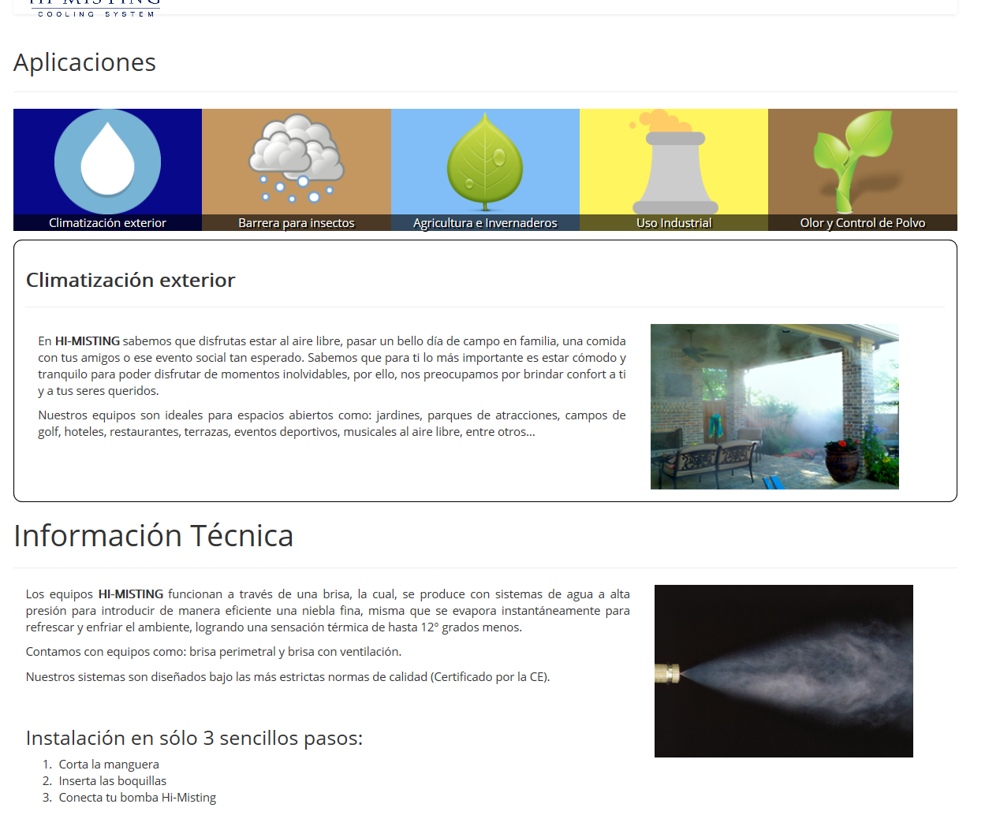 HI-MISTING
COOLING SYSTEM
Aplicaciones
Climatización exterior
Barrera para insectos
Agricultura e Invernaderos
Uso Industrial
Olor y Control de Polvo
Climatización exterior
En HI-MISTING sabemos que disfrutas estar al aire libre, pasar un bello día de campo en familia, una comida
con tus amigos o ese evento social tan esperado. Sabemos que para ti lo más importante es estar cómodo y
tranquilo para poder disfrutar de momentos inolvidables, por ello, nos preocupamos por brindar confort a ti
y a tus seres queridos.
Nuestros equipos son ideales para espacios abiertos como: jardines, parques de atracciones, campos de
golf, hoteles, restaurantes, terrazas, eventos deportivos, musicales al aire libre, entre otros...
Información Técnica
Los equipos HI-MISTING funcionan a través de una brisa, la cual, se produce con sistemas de agua a alta
presión para introducir de manera eficiente una niebla fina, misma que se evapora instantáneamente para
refrescar y enfriar el ambiente, logrando una sensación térmica de hasta 12° grados menos.
Contamos con equipos como: brisa perimetral y brisa con ventilación.
Nuestros sistemas son diseñados bajo las más estrictas normas de calidad (Certificado por la CE).
Instalación en sólo 3 sencillos pasos:
1. Corta la manguera
2. Inserta las boquillas
3. Conecta tu bomba Hi-Misting